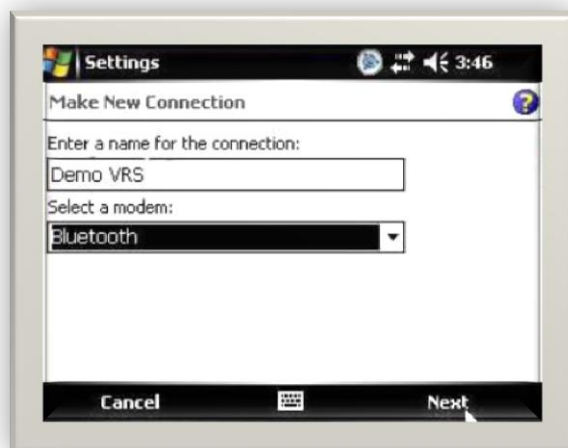 Settings 3:46
Make New Connection
Enter a name for the connection:
Demo VRS
Select a modem:
Bluetooth
Cancel Next